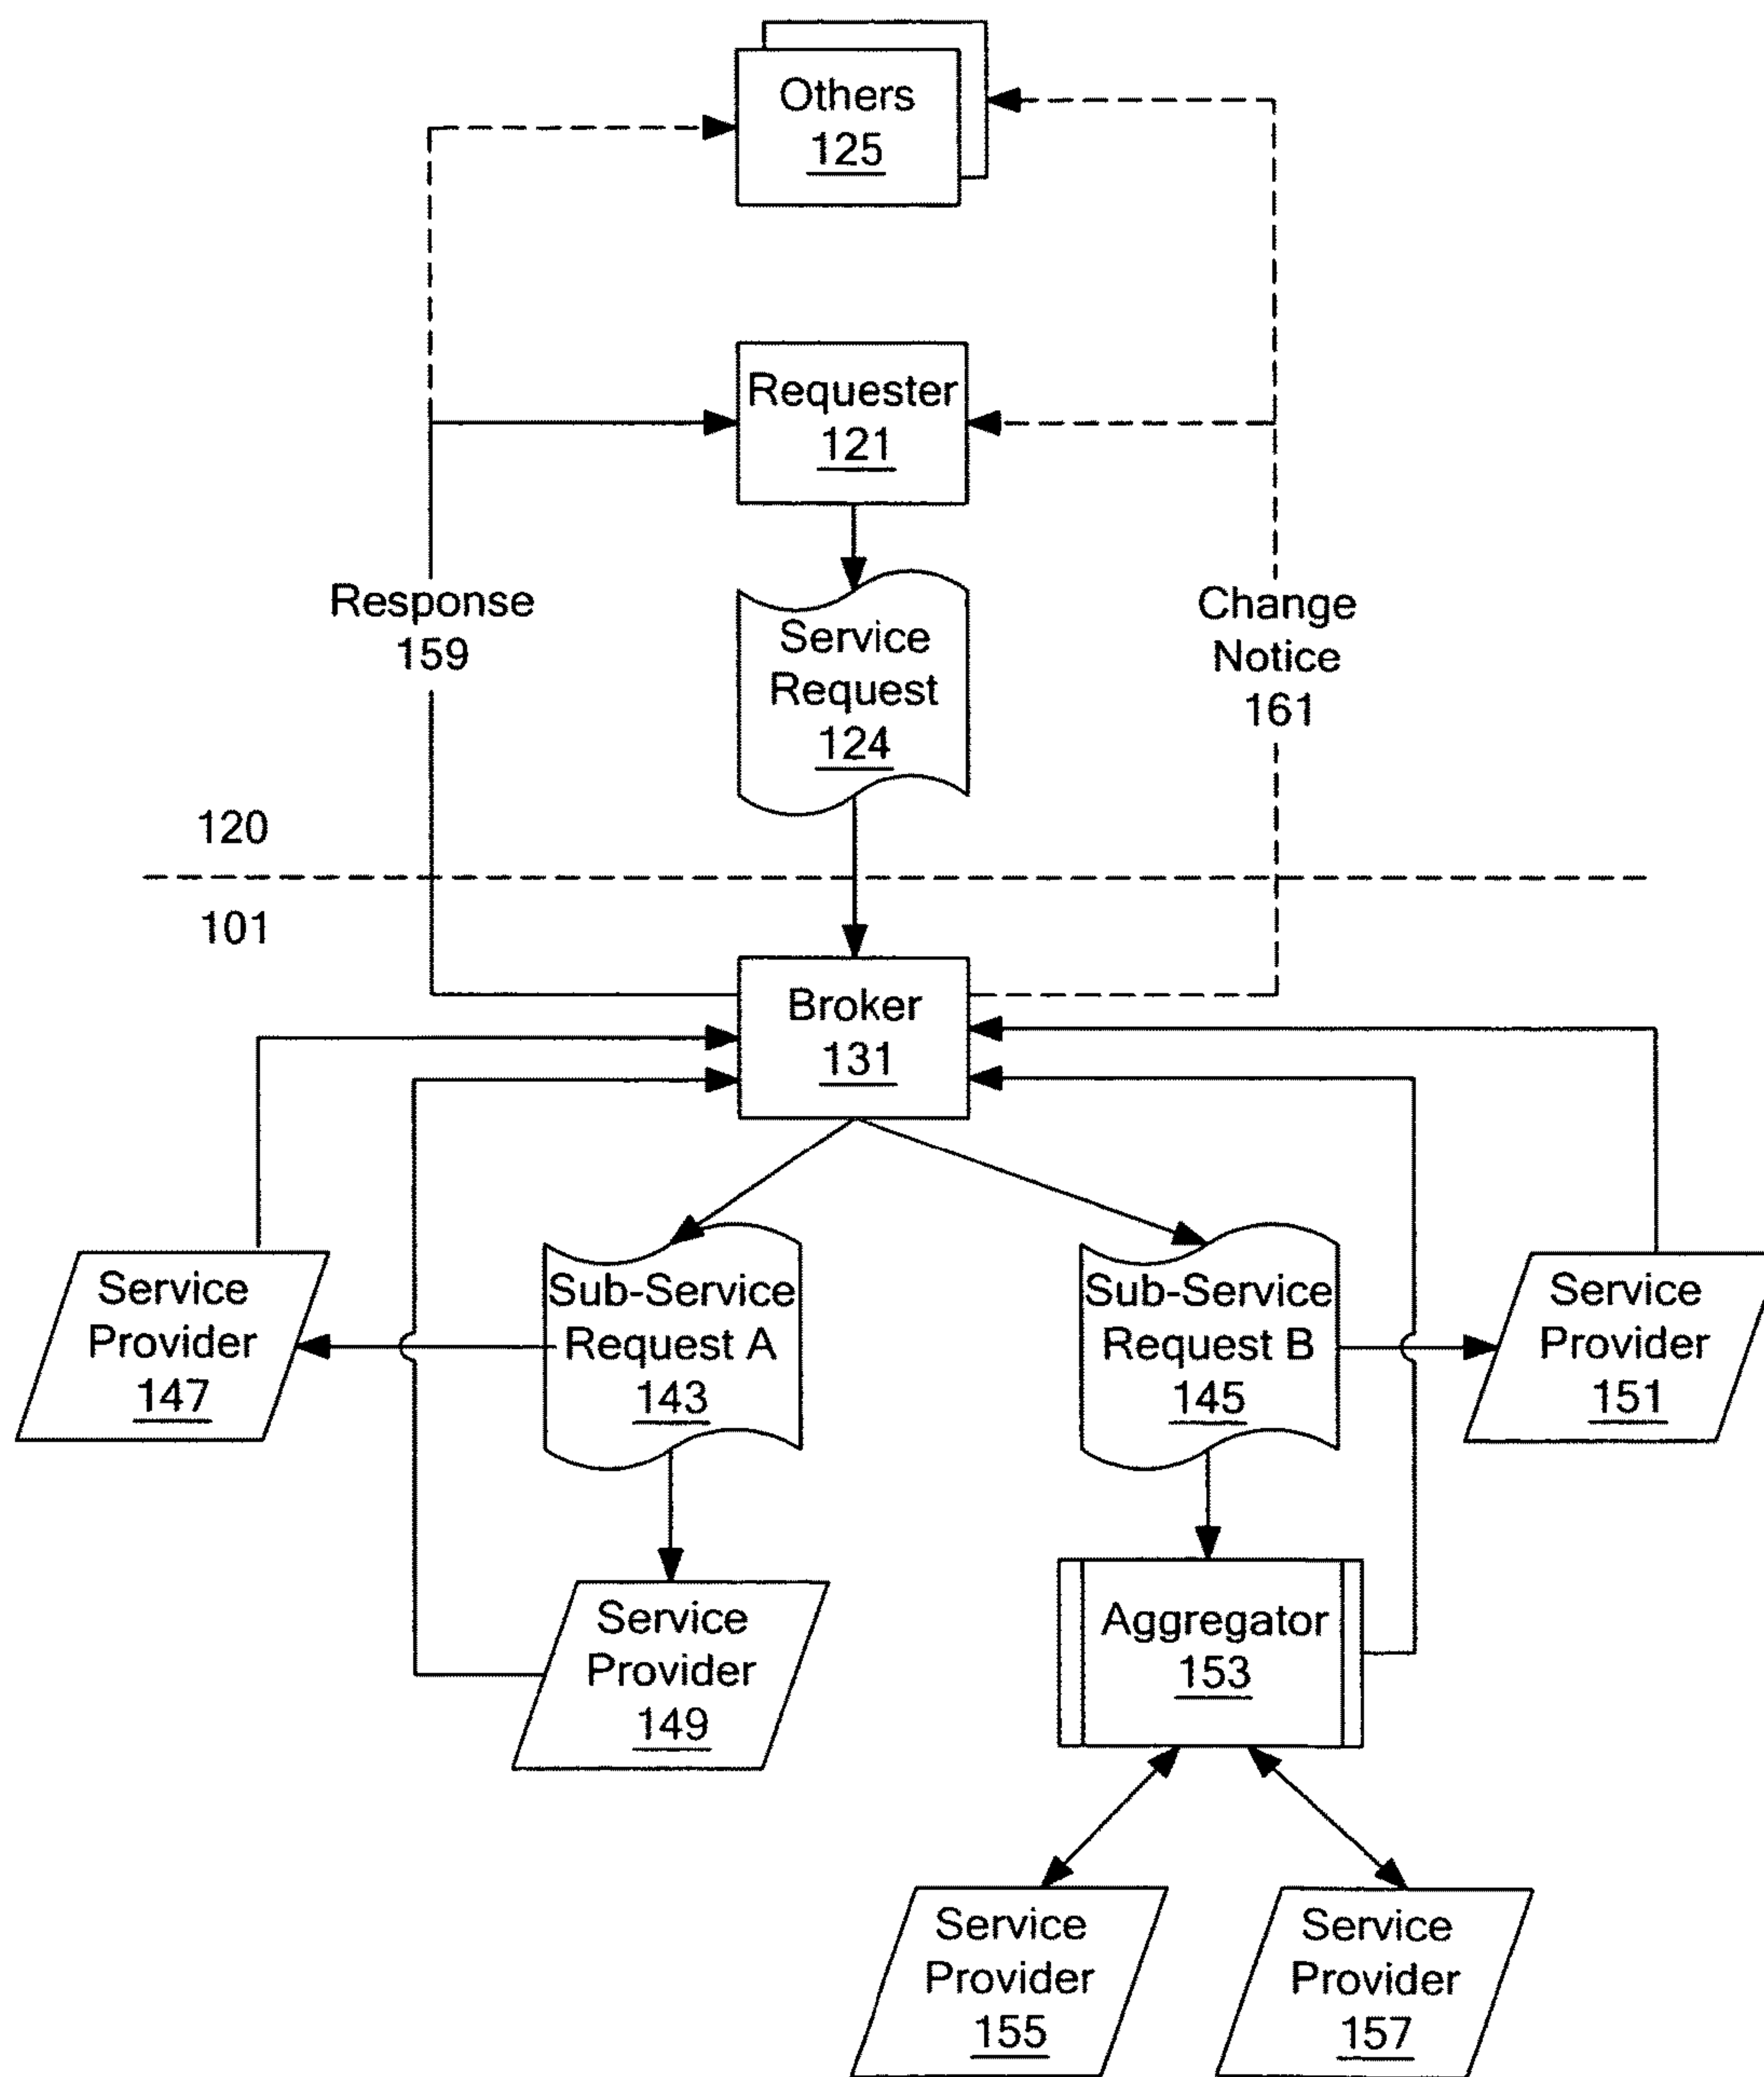 Others
125
Requester
121
Response
159
Service
Request
124
Change
Notice
161
120
101
Broker
131
Service
Provider
147
Sub-Service
Request A
143
Sub-Service
Request B
145
Service
Provider
151
Service
Provider
149
Aggregator
153
Service
Provider
155
Service
Provider
157